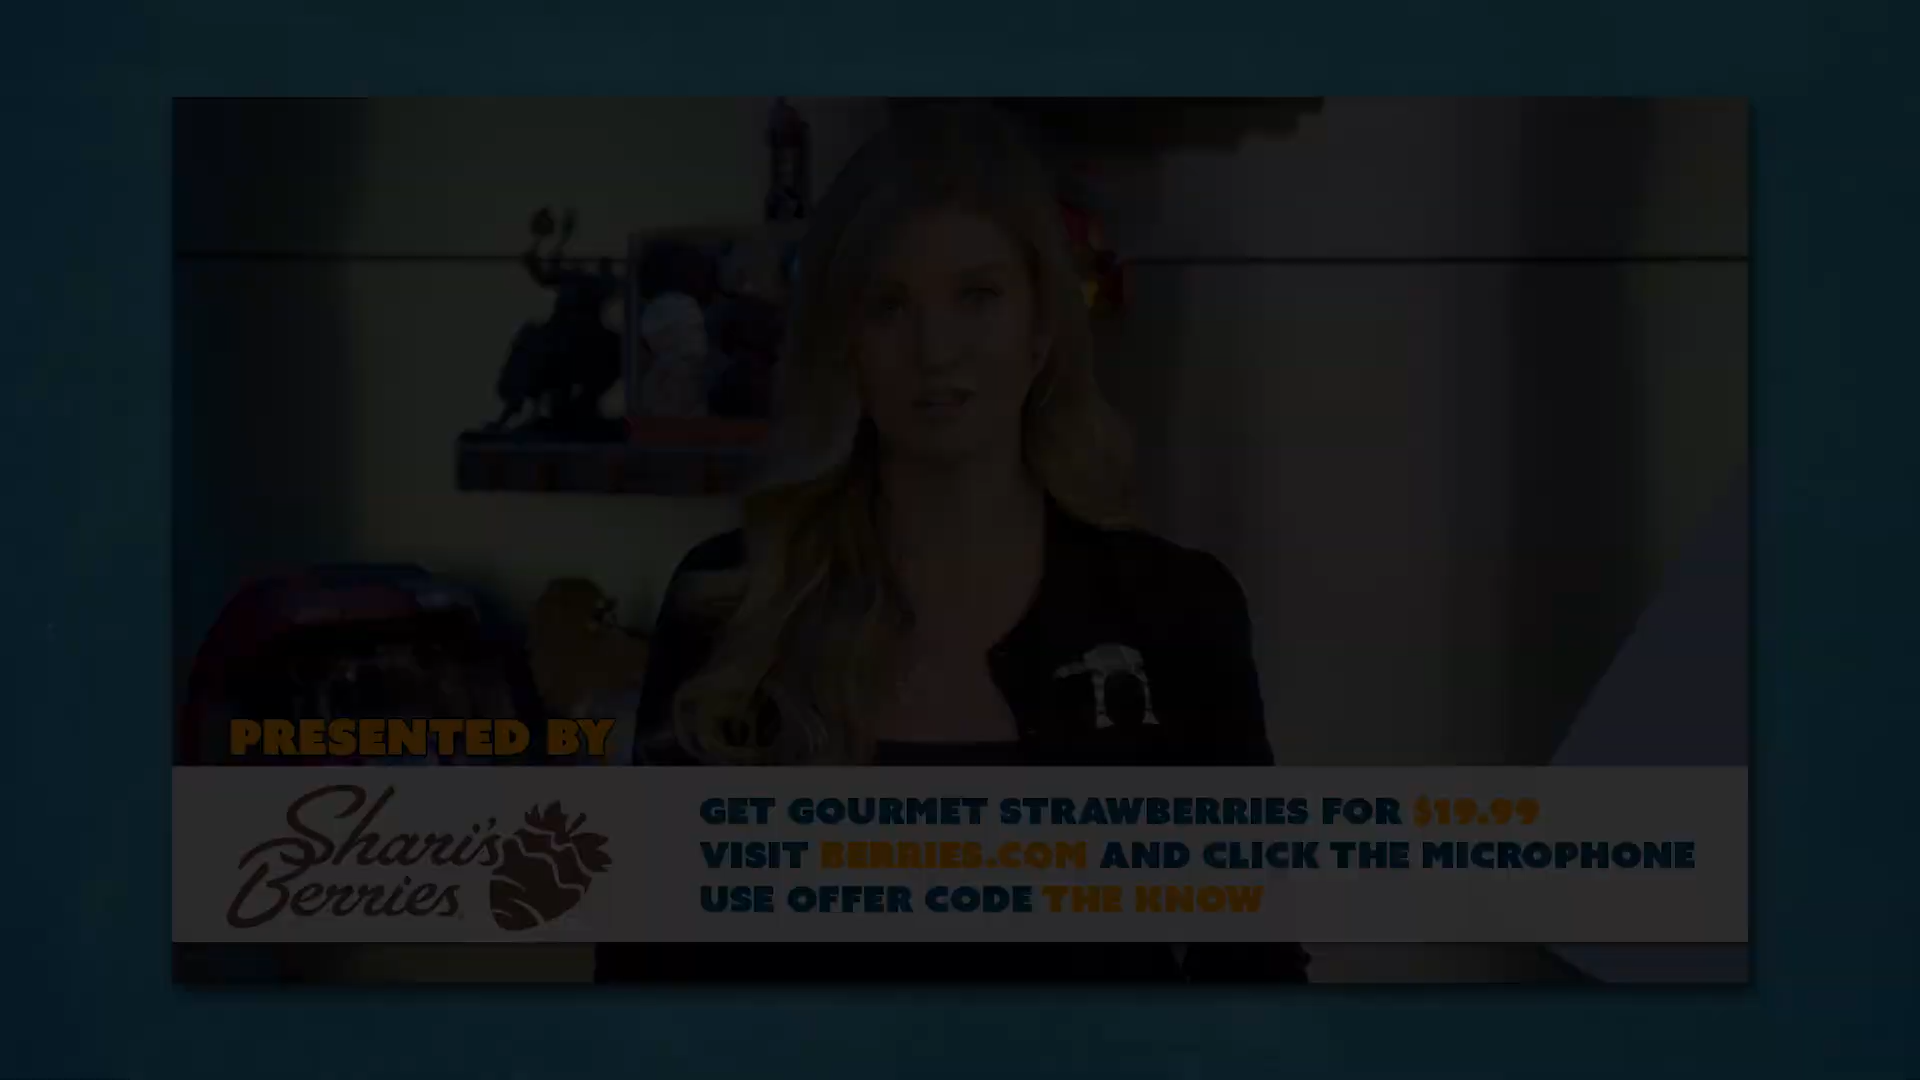 PRESENTED BY
Shari's
Berries
GET GOURMET STRAWBERRIES FOR $19.99
VISIT BERRIES.COM AND CLICK THE MICROPHONE
USE OFFER CODE THE KNOW